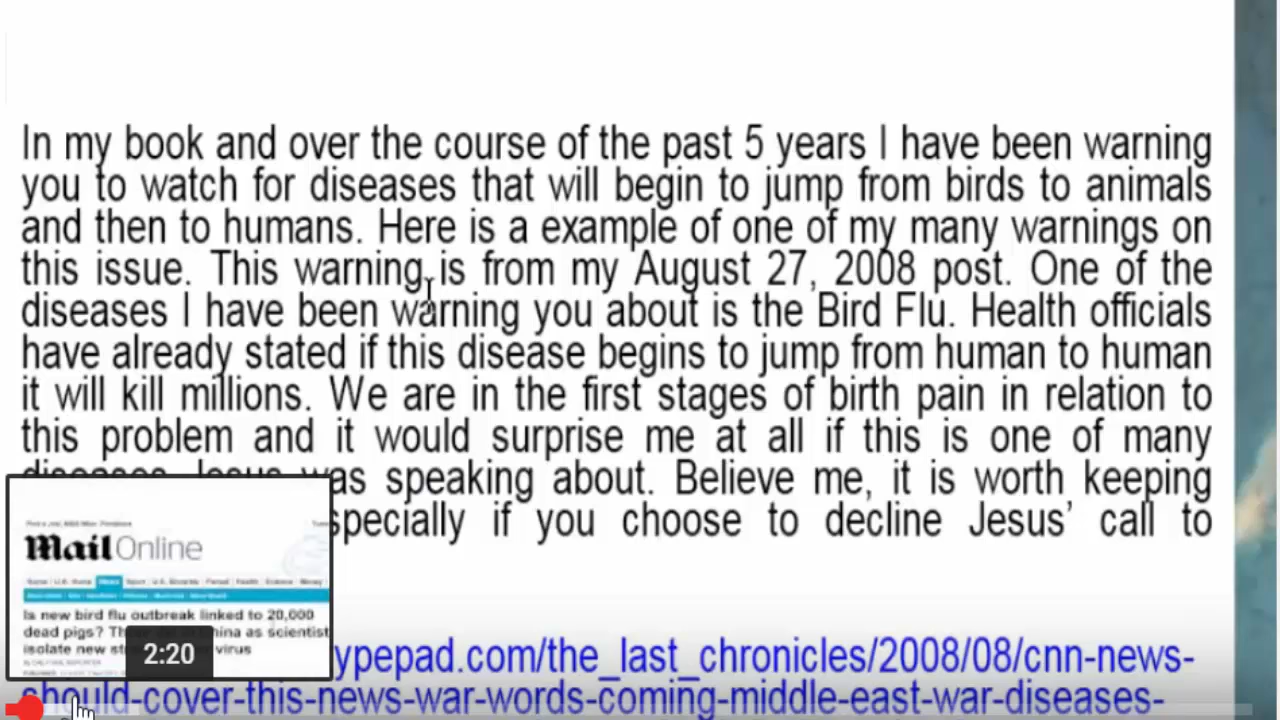 In my book and over the course of the past 5 years I have been warning
you to watch for diseases that will begin to jump from birds to animals
and then to humans. Here is a example of one of my many warnings on
this issue. This warning is from my August 27, 2008 post. One of the
diseases I have been warning you about is the Bird Flu. Health officials
have already stated if this disease begins to jump from human to human
it will kill millions. We are in the first stages of birth pain in relation to
this problem and it would surprise me at all if this is one of many
diseases Jesus was speaking about. Believe me, it is worth keeping
specially if you choose to decline Jesus' call to
Mail Online
Is new bird flu outbreak linked to 20,000
dead pigs? China as scientist
isolate new virus
2:20
ypepad.com/the_last_chronicles/2008/08/cnn-news-
should-cover-this-news-war-words-coming-middle-east-war-diseases-